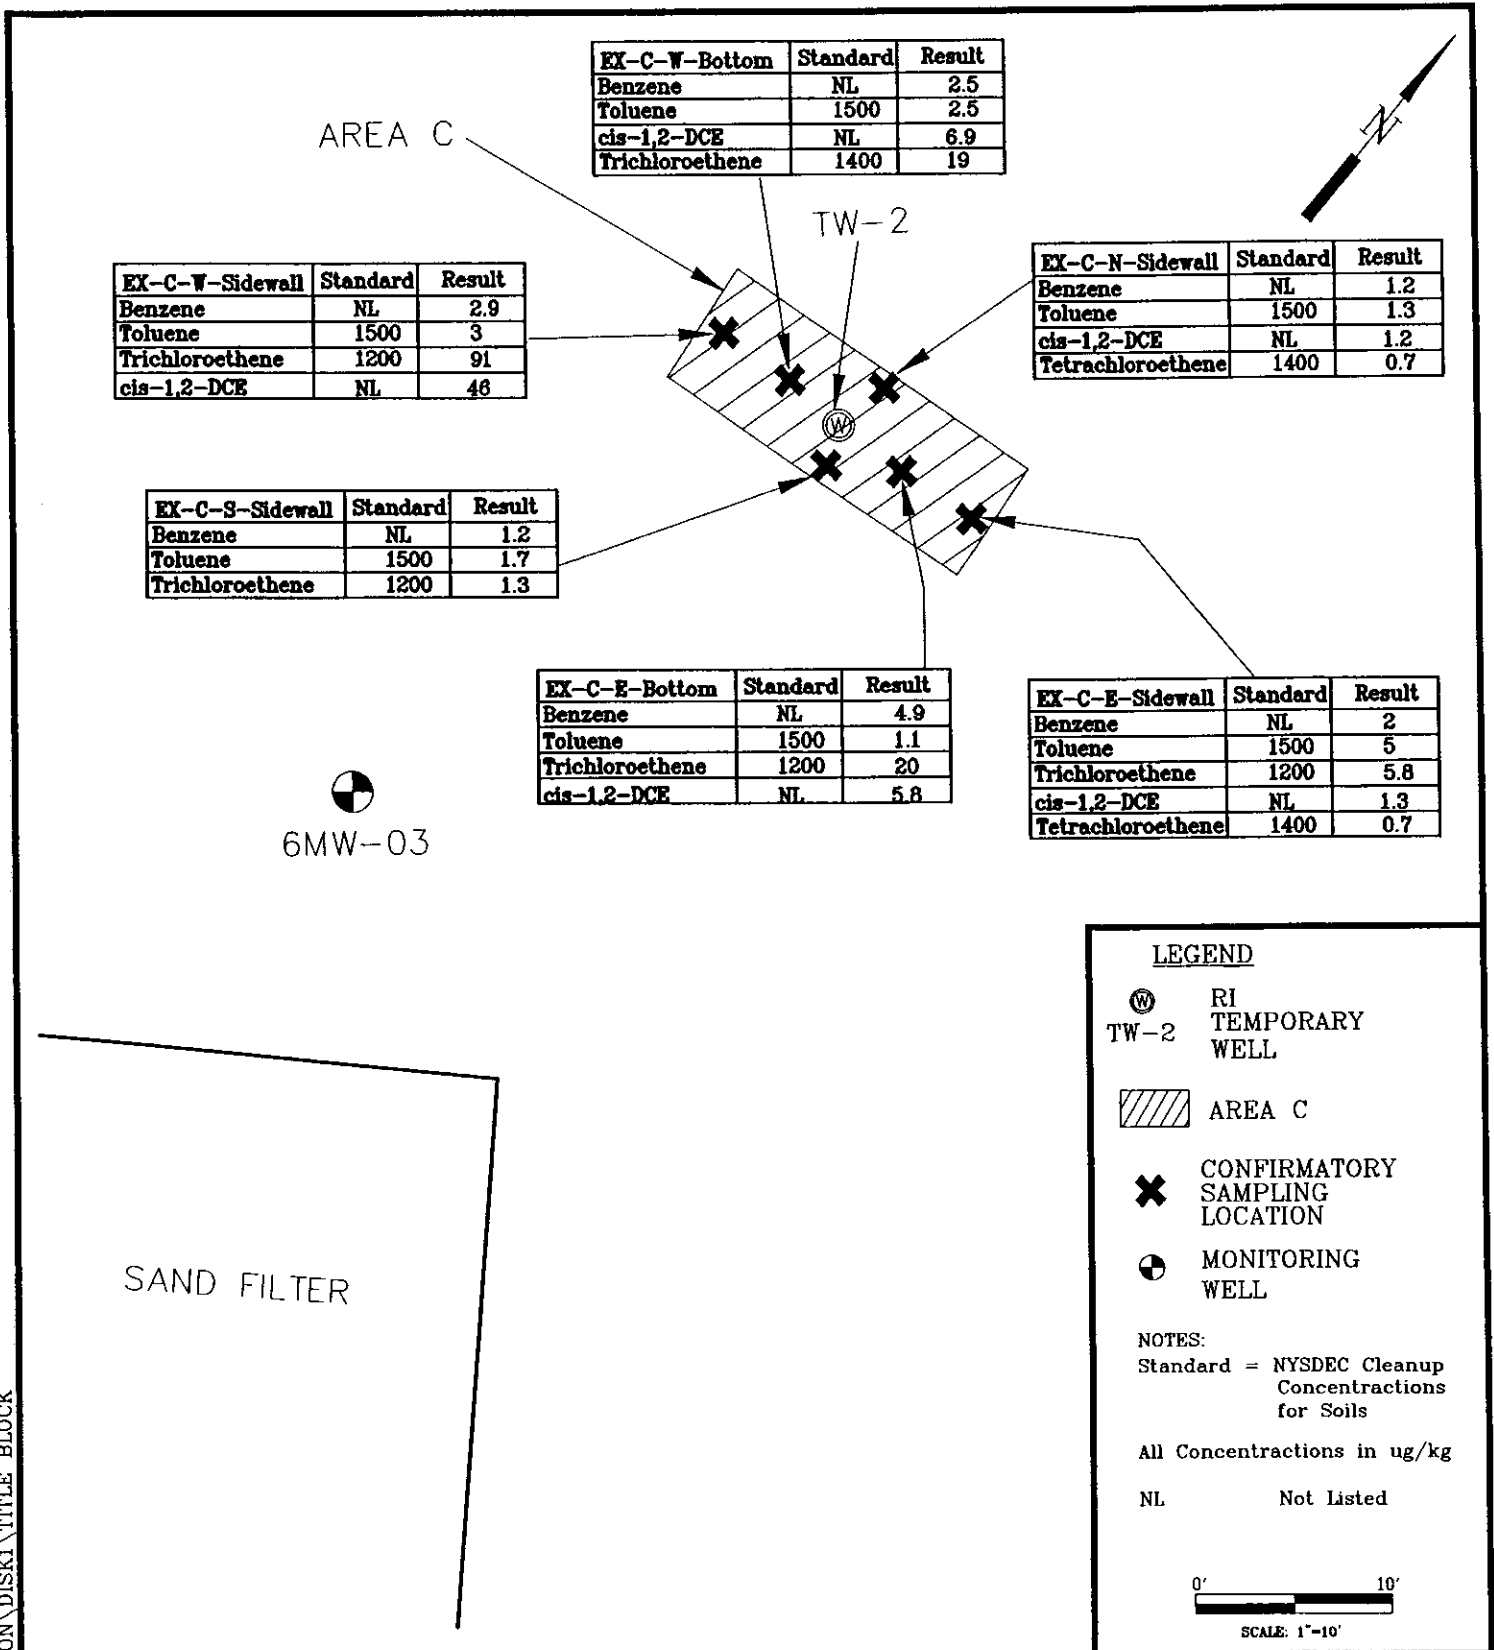 EX-C-W-Bottom Standard Result
Benzene NL 2.5
Toluene 1500 2.5
cis-1,2-DCE NL 6.9
Trichloroethene 1400 19
AREA C
TW-2
N
EX-C-W-Sidewall Standard Result
Benzene NL 2.9
Toluene 1500 3
Trichloroethene 1200 91
cis-1,2-DCE NL 46
EX-C-N-Sidewall Standard Result
Benzene NL 1.2
Toluene 1500 1.3
cis-1,2-DCE NL 1.2
Tetrachloroethene 1400 0.7
W
EX-C-S-Sidewall Standard Result
Benzene NL 1.2
Toluene 1500 1.7
Trichloroethene 1200 1.3
EX-C-E-Bottom Standard Result
Benzene NL 4.9
Toluene 1500 1.1
Trichloroethene 1200 20
cis-1,2-DCE NL 5.8
EX-C-E-Sidewall Standard Result
Benzene NL 2
Toluene 1500 5
Trichloroethene 1200 5.8
cis-1,2-DCE NL 1.3
Tetrachloroethene 1400 0.7
6MW-03
SAND FILTER
LEGEND
W
TW-2
RI
TEMPORARY
WELL
AREA C
CONFIRMATORY
SAMPLING
LOCATION
MONITORING
WELL
NOTES:
Standard = NYSDEC Cleanup
Concentractions
for Soils
All Concentractions in ug/kg
NL Not Listed
0' 10'
SCALE: 1"=10'
ON\DISK1\TITLE BLOCK